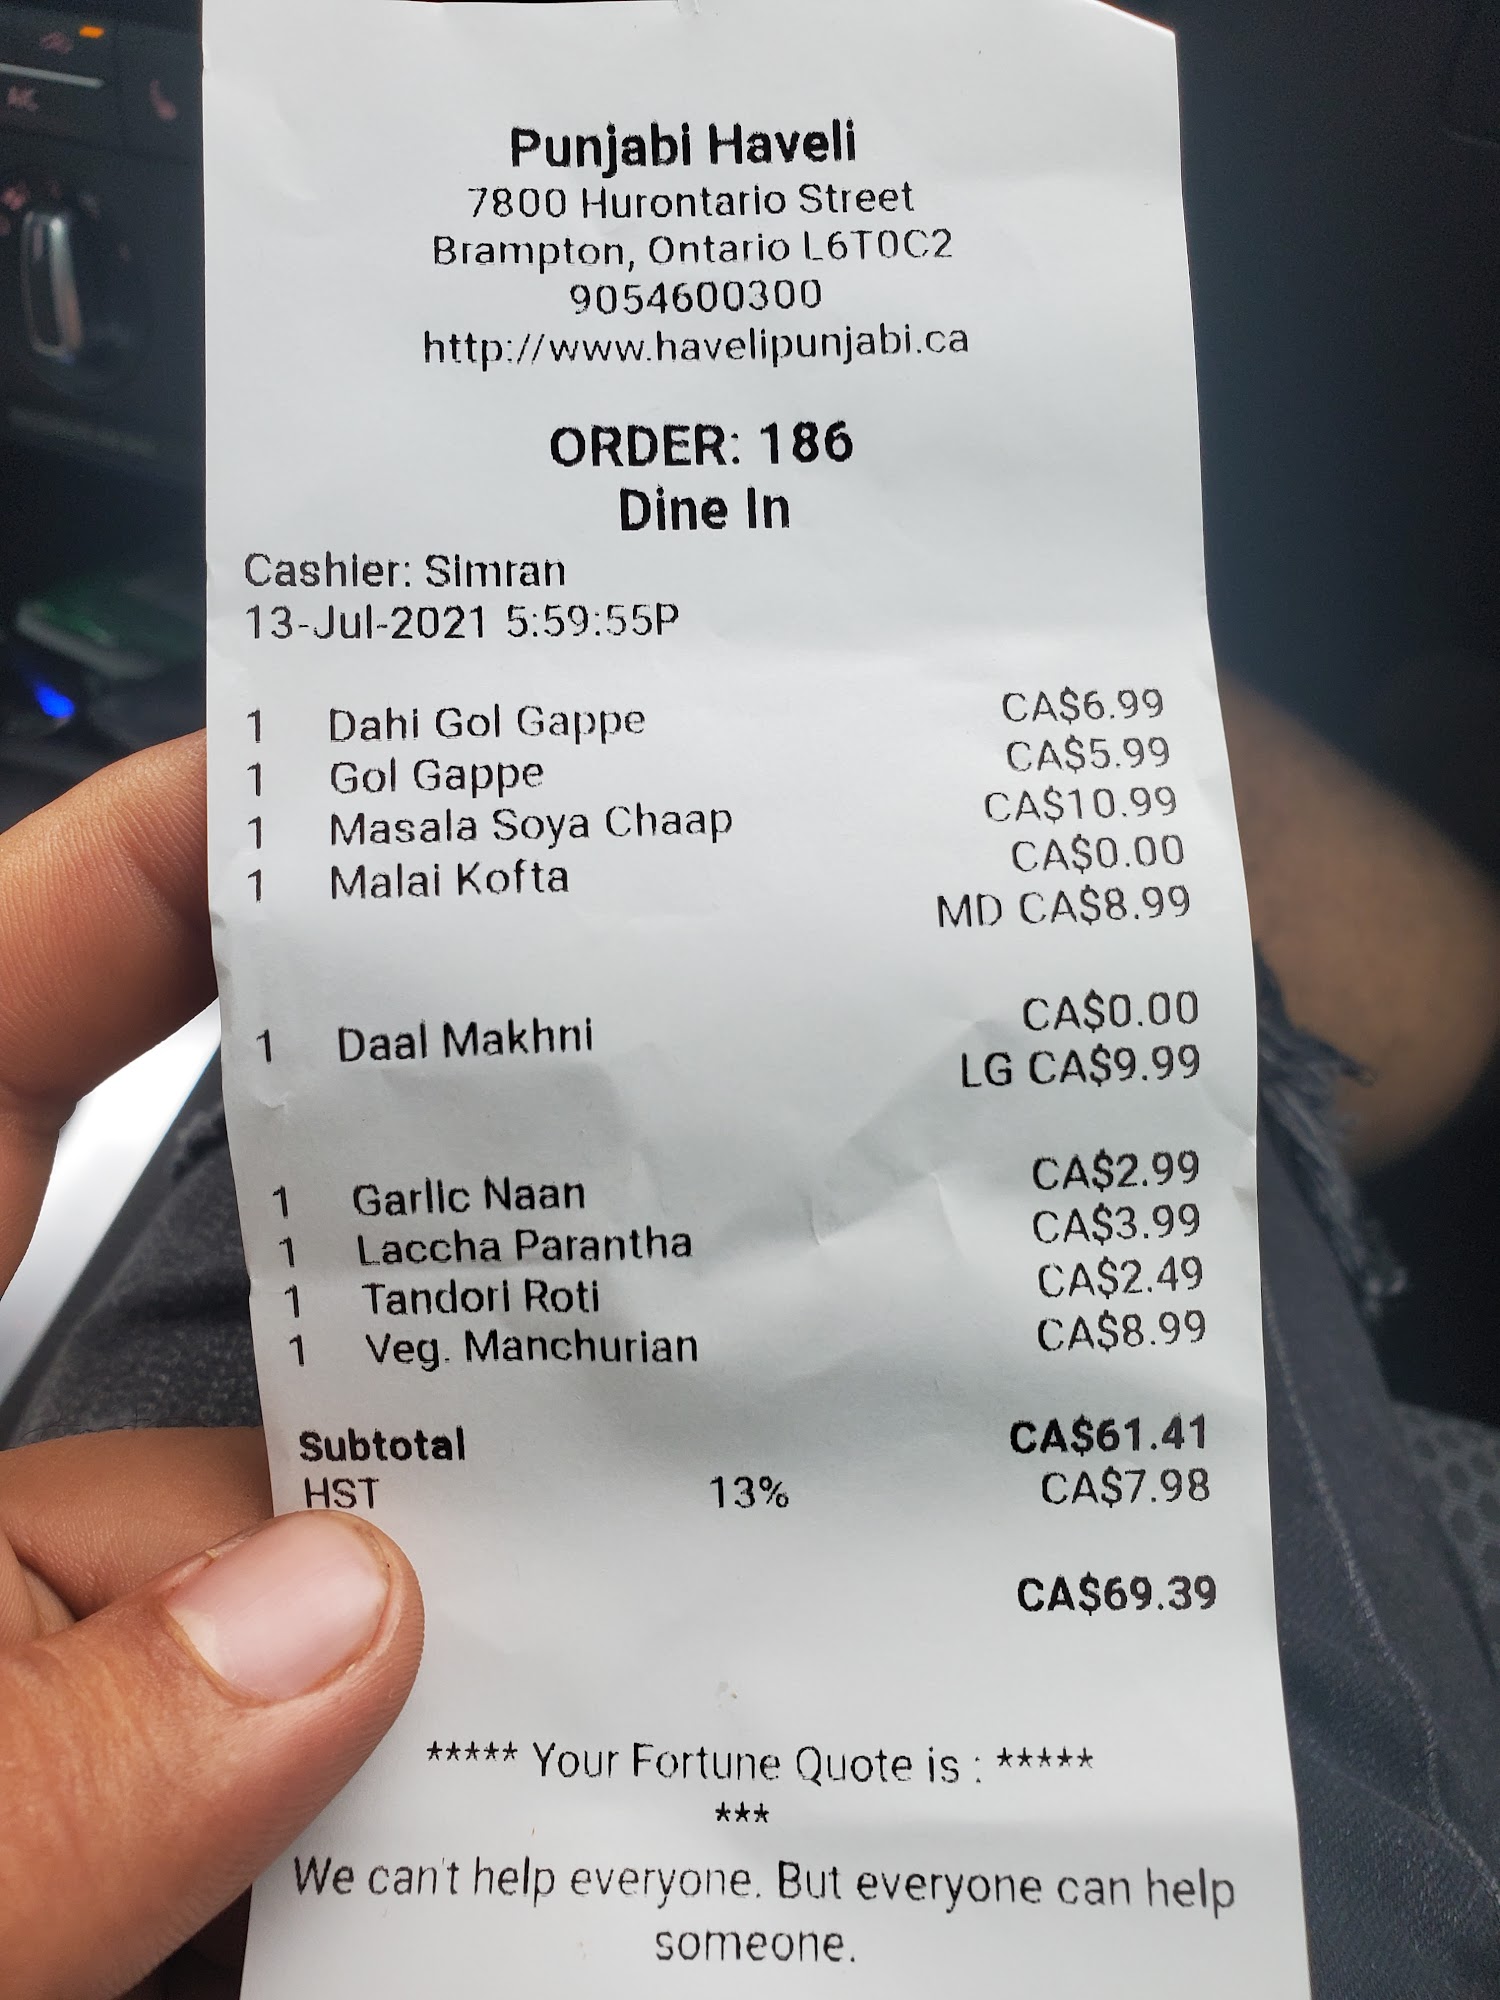 Punjabi Haveli
7800 Hurontario Street
Brampton, Ontario L6T0C2
9054600300
http://www.havelipunjabi.ca
ORDER: 186
Dine In
Cashier: Simran
13-Jul-2021 5:59:55P
1 Dahi Gol Gappe CA$6.99
1 Gol Gappe CA$5.99
1 Masala Soya Chaap CA$10.99
1 Malai Kofta CA$0.00
MD CA$8.99
1 Daal Makhni CA$0.00
LG CA$9.99
1 Garlic Naan CA$2.99
1 Laccha Parantha CA$3.99
1 Tandori Roti CA$2.49
1 Veg. Manchurian CA$8.99
Subtotal CA$61.41
HST 13% CA$7.98
CA$69.39
***** Your Fortune Quote is : *****
***
We can't help everyone. But everyone can help
someone.